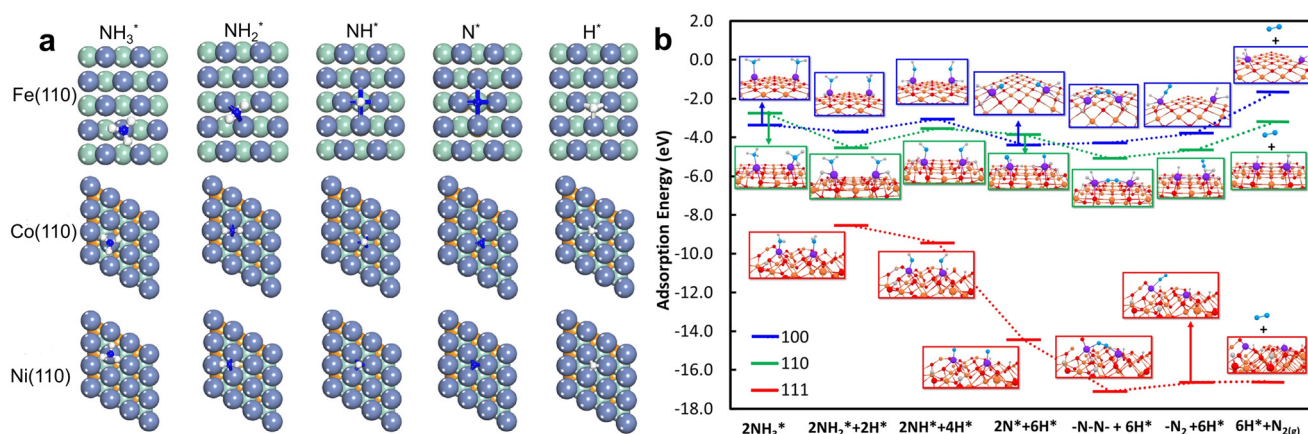 a
NH₃* NH₂* NH* N* H*
Fe(110)
Co(110)
Ni(110)
b
Adsorption Energy (eV)
2.0
0.0
-2.0
-4.0
-6.0
-8.0
-10.0
-12.0
-14.0
-16.0
-18.0
+
+
+
100
110
111
2NH₃* 2NH₂*+2H* 2NH*+4H* 2N*+6H* -N-N- + 6H* -N₂ +6H* 6H*+N₂₍g₎